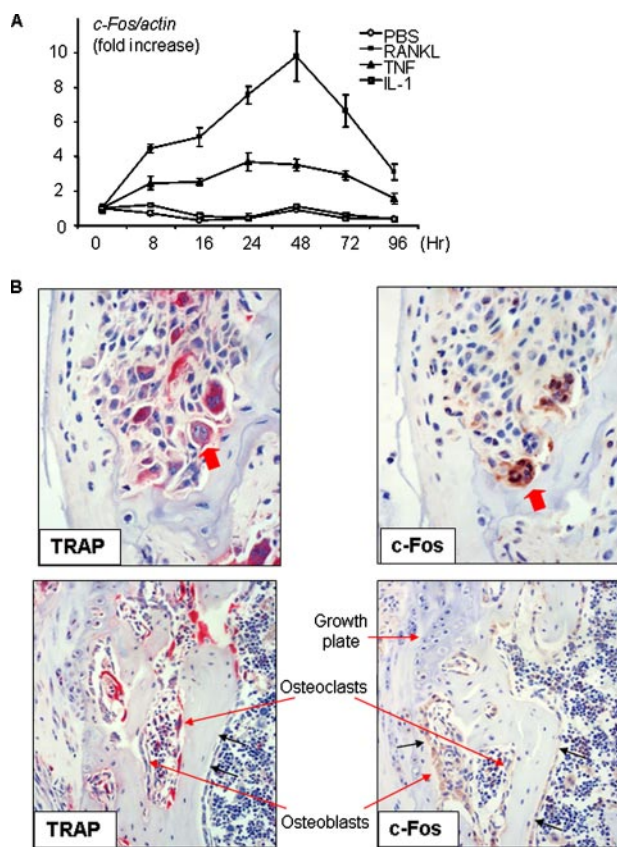 A
c-Fos/actin
(fold increase)
PBS
RANKL
TNF
IL-1
10
8
6
4
2
0
0 8 16 24 48 72 96 (Hr)
B
TRAP
c-Fos
Growth
plate
Osteoclasts
Osteoblasts
TRAP
c-Fos